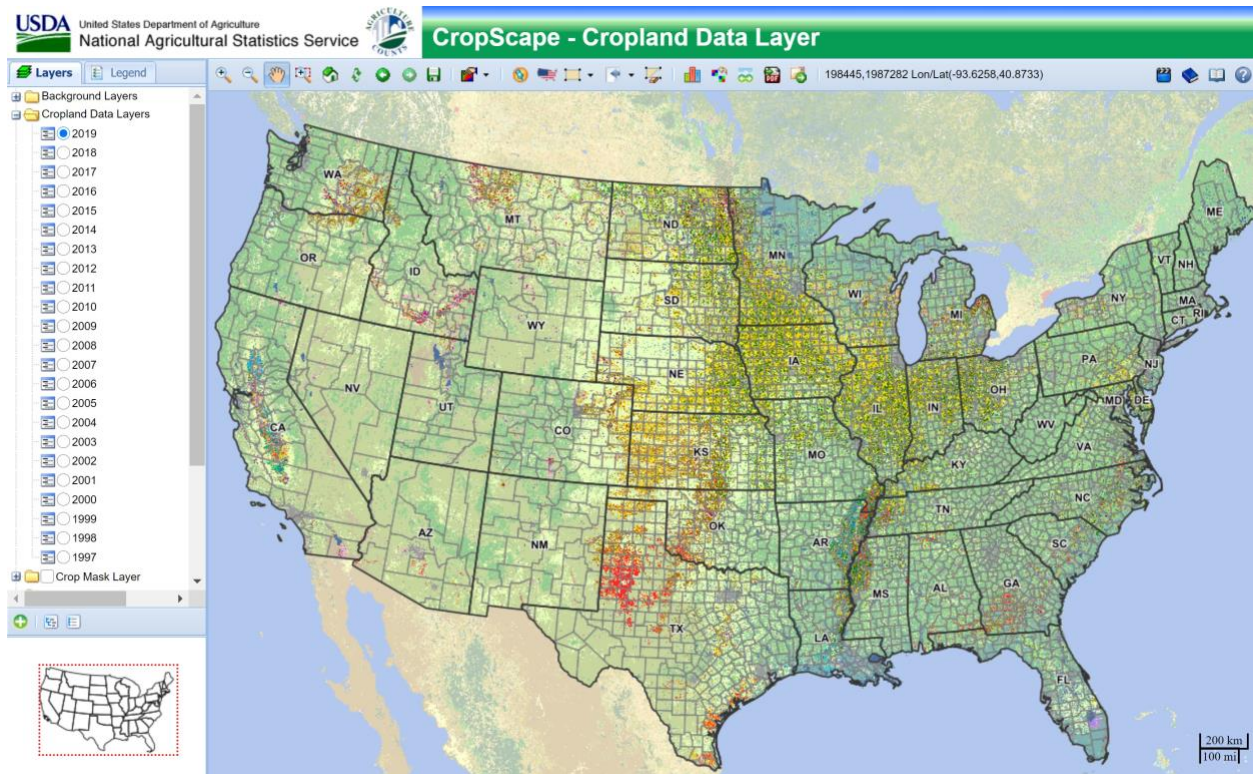 USDA
United States Department of Agriculture
National Agricultural Statistics Service
AGRICULTURE
COUNTS
CropScape - Cropland Data Layer
Layers
Legend
198445,1987282 Lon/Lat(-93.6258,40.8733)
PDF
Background Layers
Cropland Data Layers
2019
2018
2017
2016
2015
2014
2013
2012
2011
2010
2009
2008
2007
2006
2005
2004
2003
2002
2001
2000
1999
1998
1997
Crop Mask Layer
WA
MT
ND
MN
ME
OR
ID
SD
WI
MI
VT
NH
NY
MA
RI
CT
WY
NE
IA
PA
NJ
NV
UT
CO
IL
IN
OH
MD
DE
WV
CA
KS
MO
KY
VA
AZ
NM
OK
AR
TN
NC
SC
TX
LA
MS
AL
GA
FL
200 km
100 mi